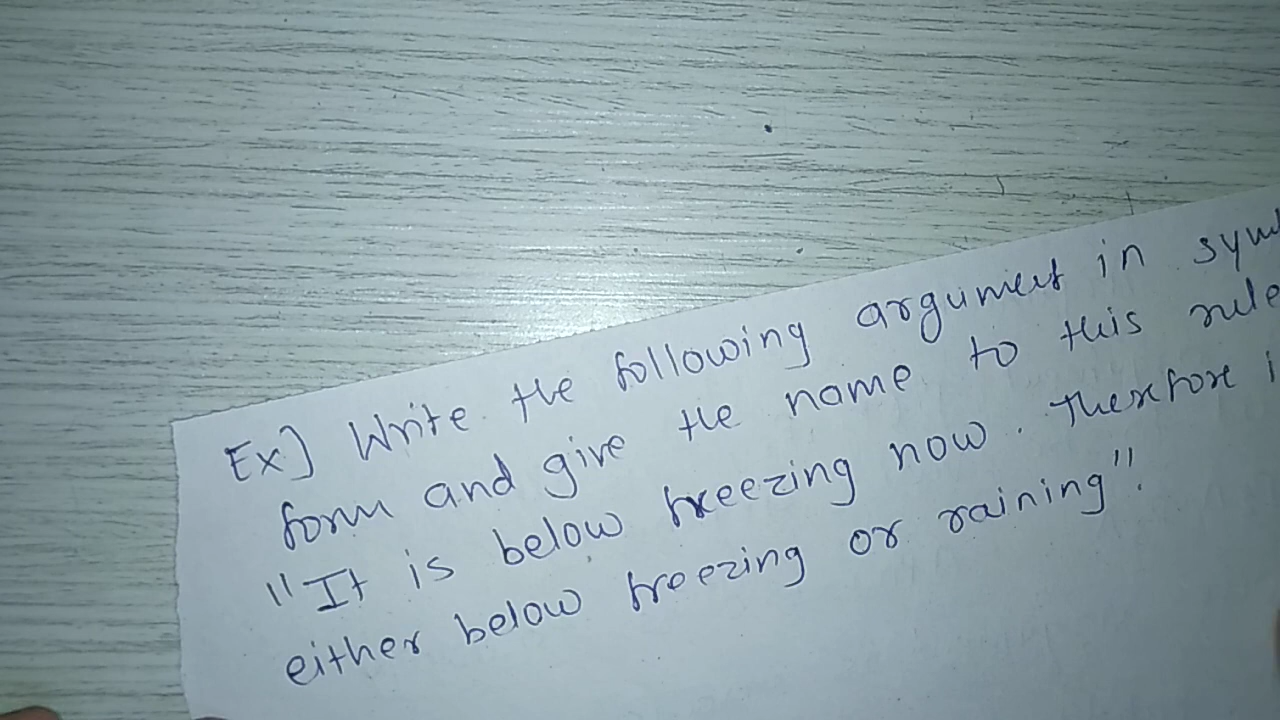 Ex] Write the following argument in
form and give the name to this rule
"It is below freezing now. Therefore
either below freezing or raining".